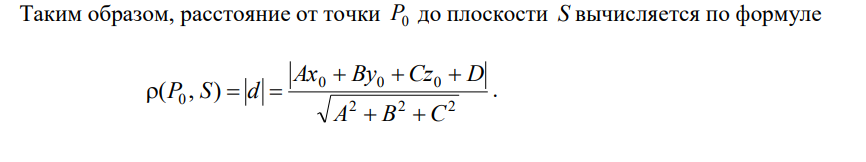 Таким образом, расстояние от точки P₀ до плоскости S вычисляется по формуле
ρ(P₀, S) = |d| = |Ax₀ + By₀ + Cz₀ + D| / √(A² + B² + C²) .